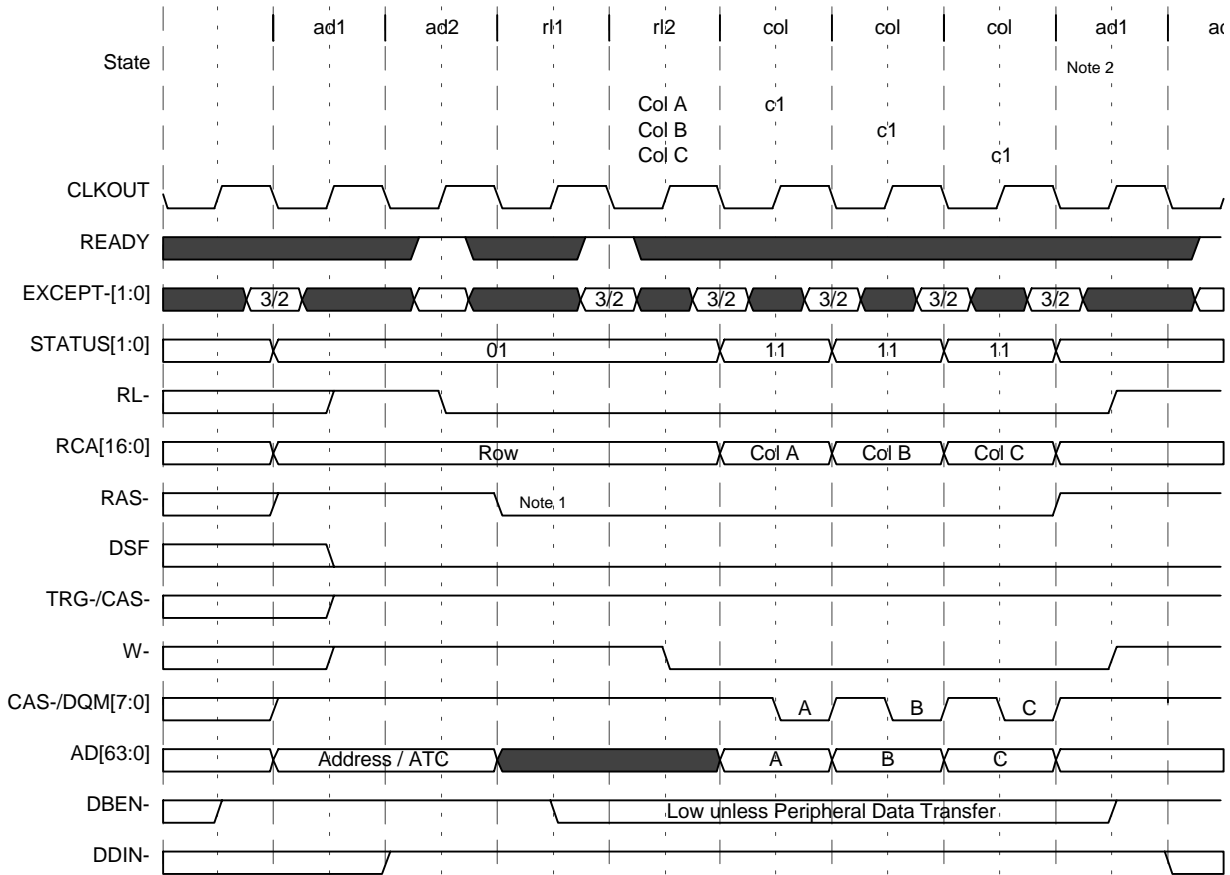 ad1 ad2 rl1 rl2 col col col ad1
State
Note 2
Col A c1
Col B c1
Col C c1
CLKOUT
READY
EXCEPT-[1:0] 3/2 3/2 3/2 3/2 3/2 3/2
STATUS[1:0] 01 11 11 11
RL-
RCA[16:0] Row Col A Col B Col C
RAS- Note 1
DSF
TRG-/CAS-
W-
CAS-/DQM[7:0] A B C
AD[63:0] Address / ATC A B C
DBEN- Low unless Peripheral Data Transfer
DDIN-